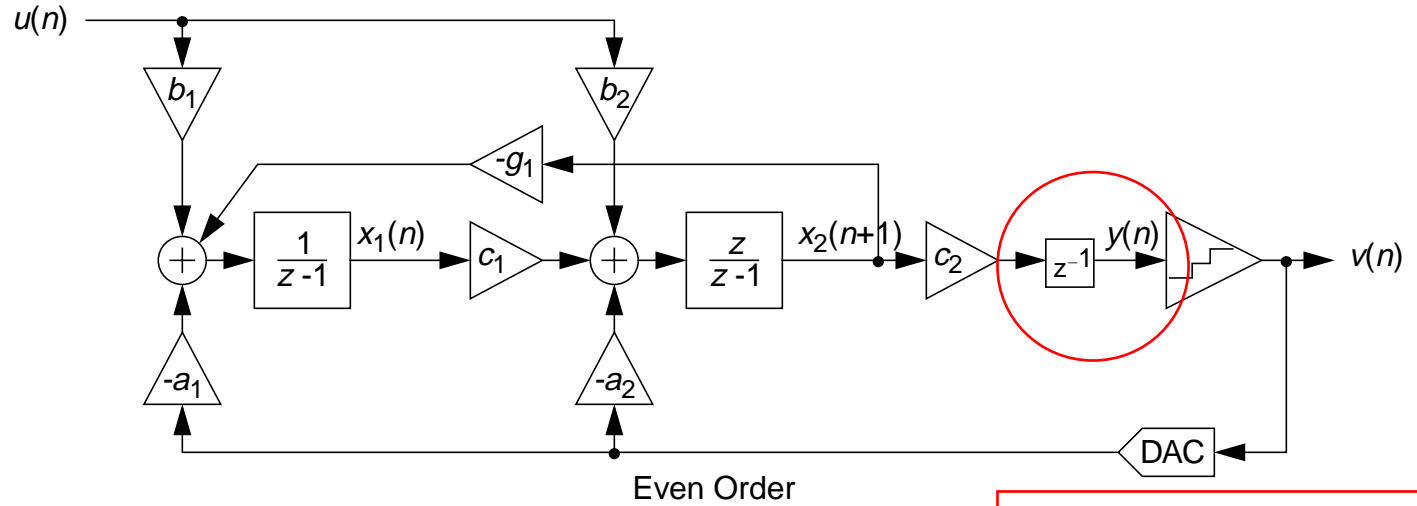 u(n)
b1
b2
-g1
1
z -1
x1(n)
c1
z
z -1
x2(n+1)
c2
z−1
y(n)
v(n)
-a1
-a2
DAC
Even Order